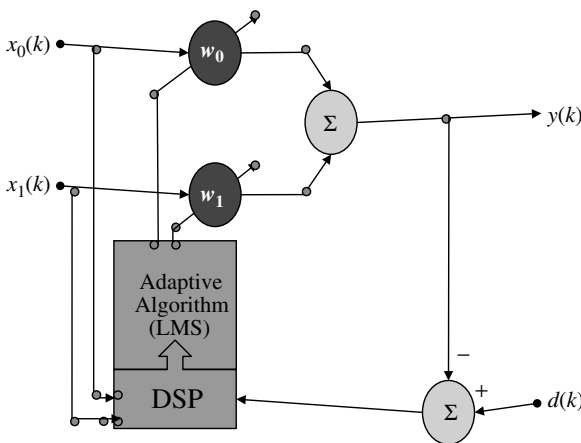 x₀(k)
w₀
Σ
y(k)
x₁(k)
w₁
Adaptive
Algorithm
(LMS)
−
DSP
+
Σ
d(k)